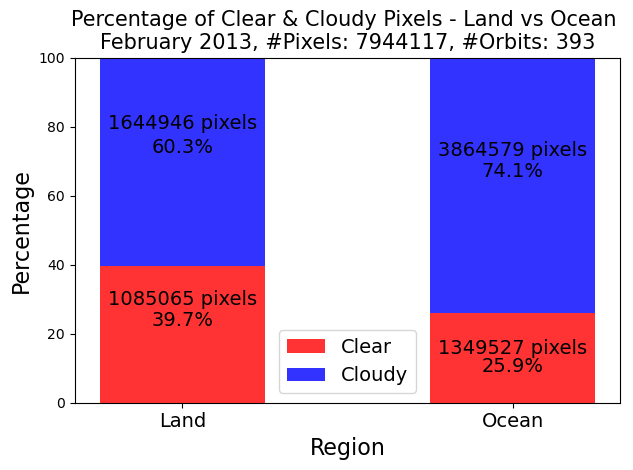 Percentage of Clear & Cloudy Pixels - Land vs Ocean
February 2013, #Pixels: 7944117, #Orbits: 393
Percentage
100
80
60
40
20
0
1644946 pixels
60.3%
1085065 pixels
39.7%
3864579 pixels
74.1%
1349527 pixels
25.9%
Clear
Cloudy
Land
Ocean
Region